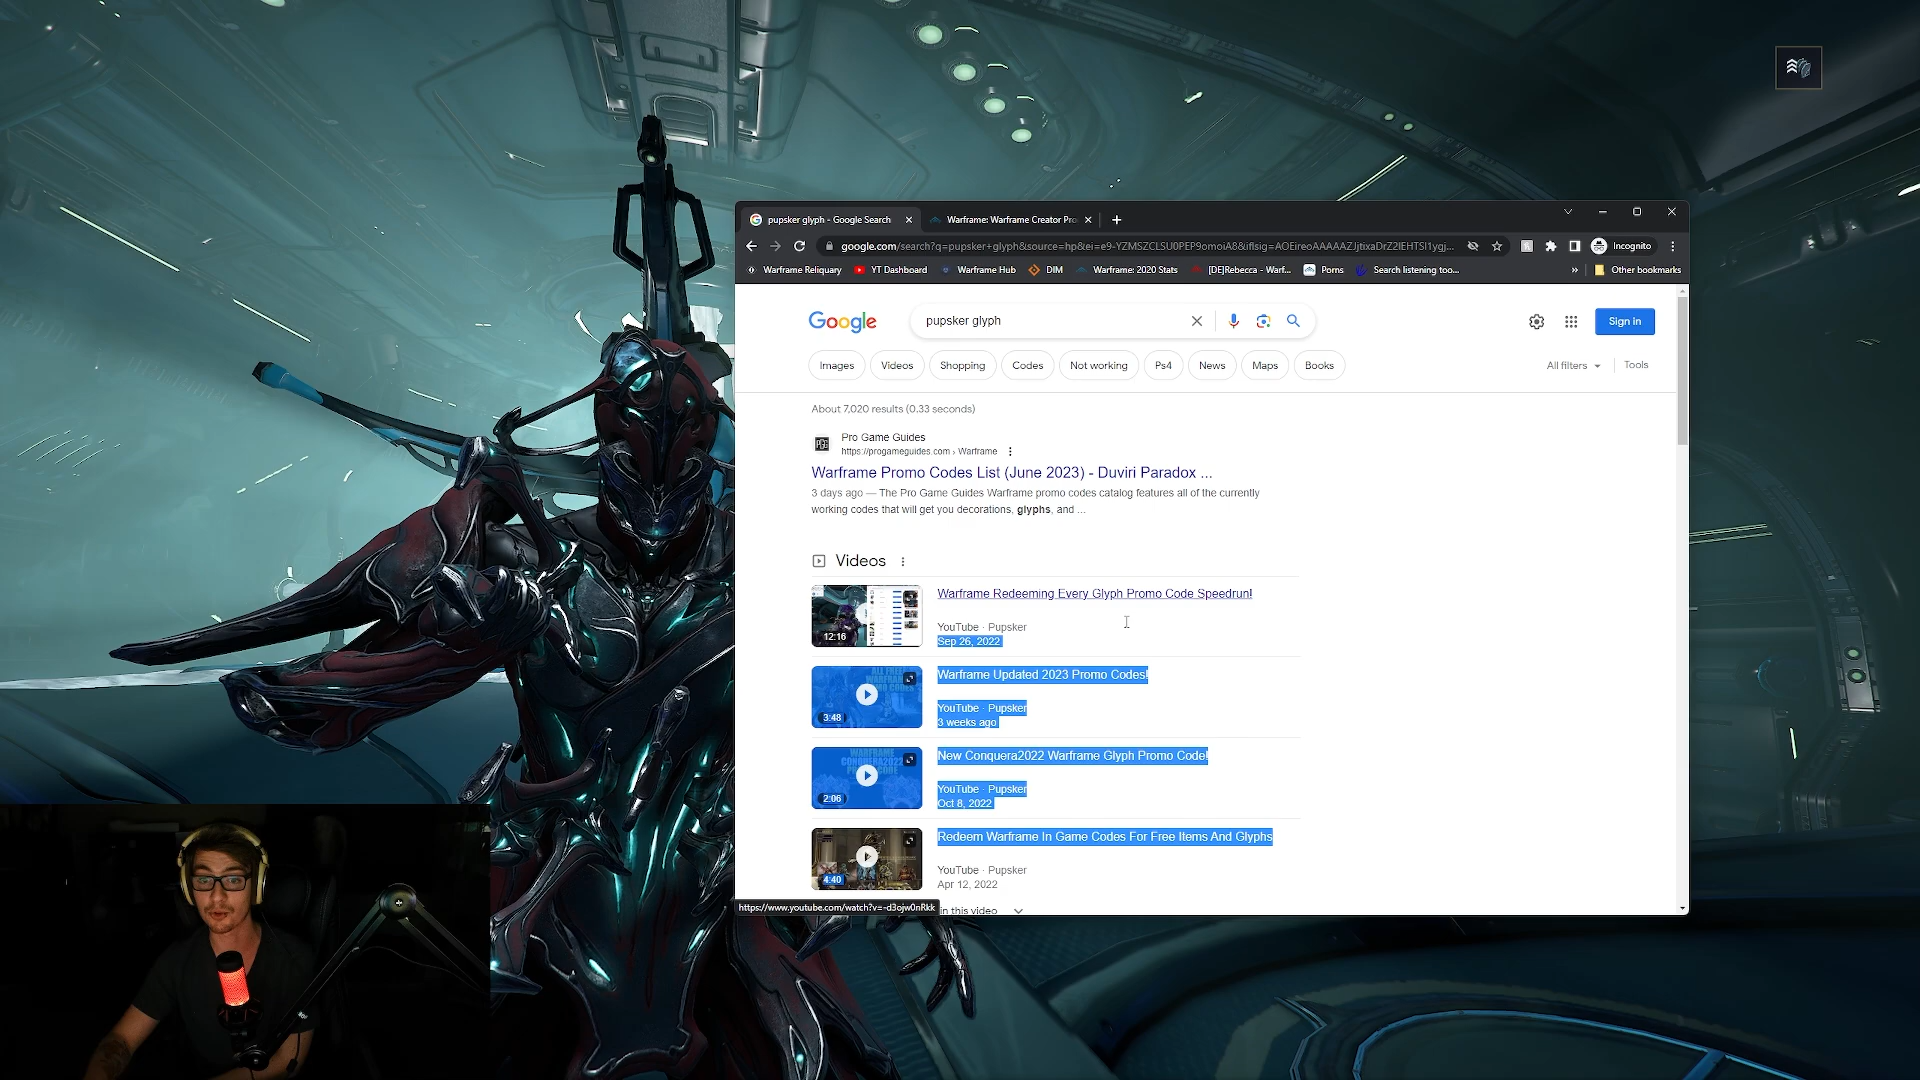 pupsker glyph - Google Search
Warframe: Warframe Creator Pro
google.com/search?q=pupsker+glyph&source=hp&ei=e9-YZMSZCLSU0PEP9omoiA8&iflsig=AOEireoAAAAAZJjtixaDrZ2IEHTSl1ygj...
Incognito
Warframe Reliquary
YT Dashboard
Warframe Hub
DIM
Warframe: 2020 Stats
[DE]Rebecca - Warf...
Porns
Search listening too...
»
Other bookmarks
Google
pupsker glyph
Sign in
Images
Videos
Shopping
Codes
Not working
Ps4
News
Maps
Books
All filters
Tools
About 7,020 results (0.33 seconds)
PGG
Pro Game Guides
https://progameguides.com › Warframe
Warframe Promo Codes List (June 2023) - Duviri Paradox ...
3 days ago — The Pro Game Guides Warframe promo codes catalog features all of the currently
working codes that will get you decorations, glyphs, and ...
Videos
12:16
Warframe Redeeming Every Glyph Promo Code Speedrun!
YouTube · Pupsker
Sep 26, 2022
3:48
Warframe Updated 2023 Promo Codes!
YouTube · Pupsker
3 weeks ago
WARFRAME
CONQUERA2022
2:06
New Conquera2022 Warframe Glyph Promo Code!
YouTube · Pupsker
Oct 8, 2022
4:40
Redeem Warframe In Game Codes For Free Items And Glyphs
YouTube · Pupsker
Apr 12, 2022
in this video
https://www.youtube.com/watch?v=-d3ojw0nRkk